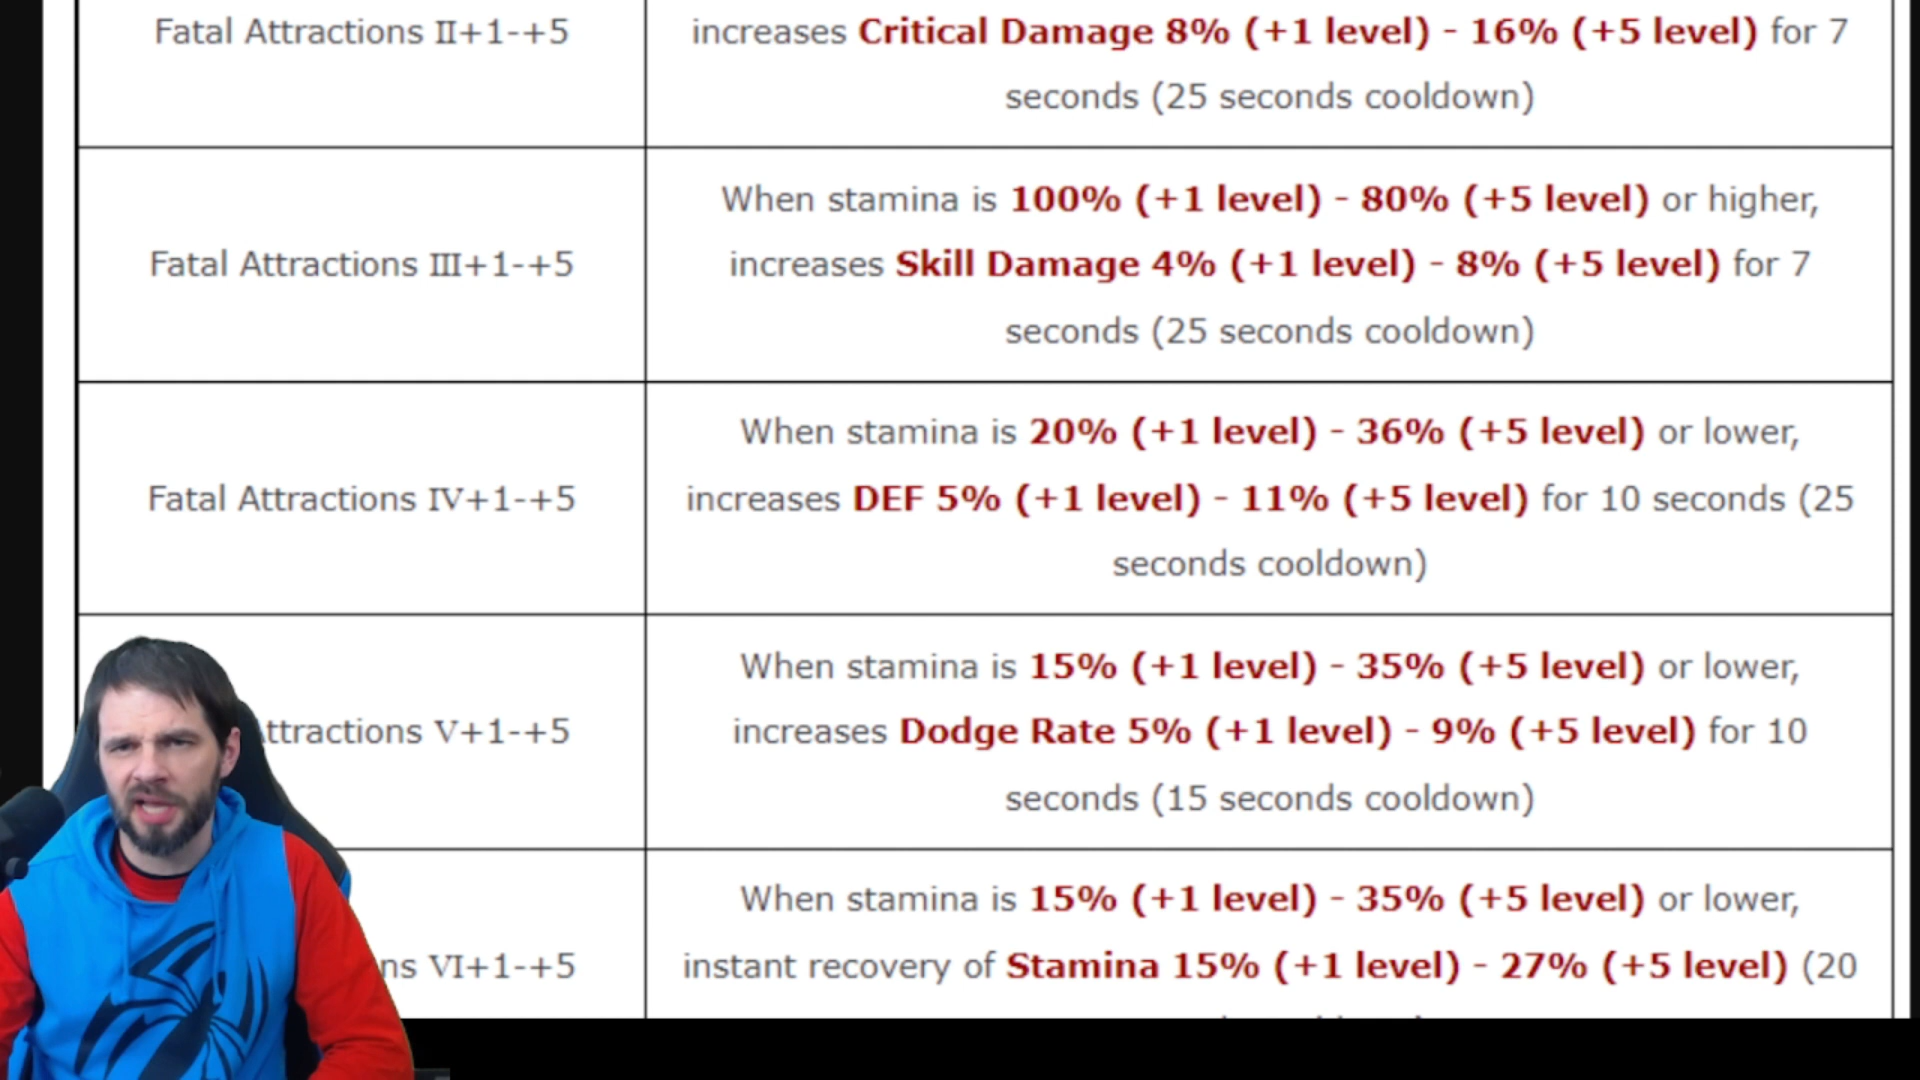 Fatal Attractions II+1-+5
increases Critical Damage 8% (+1 level) - 16% (+5 level) for 7
seconds (25 seconds cooldown)
Fatal Attractions III+1-+5
When stamina is 100% (+1 level) - 80% (+5 level) or higher,
increases Skill Damage 4% (+1 level) - 8% (+5 level) for 7
seconds (25 seconds cooldown)
Fatal Attractions IV+1-+5
When stamina is 20% (+1 level) - 36% (+5 level) or lower,
increases DEF 5% (+1 level) - 11% (+5 level) for 10 seconds (25
seconds cooldown)
ttractions V+1-+5
When stamina is 15% (+1 level) - 35% (+5 level) or lower,
increases Dodge Rate 5% (+1 level) - 9% (+5 level) for 10
seconds (15 seconds cooldown)
ns VI+1-+5
When stamina is 15% (+1 level) - 35% (+5 level) or lower,
instant recovery of Stamina 15% (+1 level) - 27% (+5 level) (20